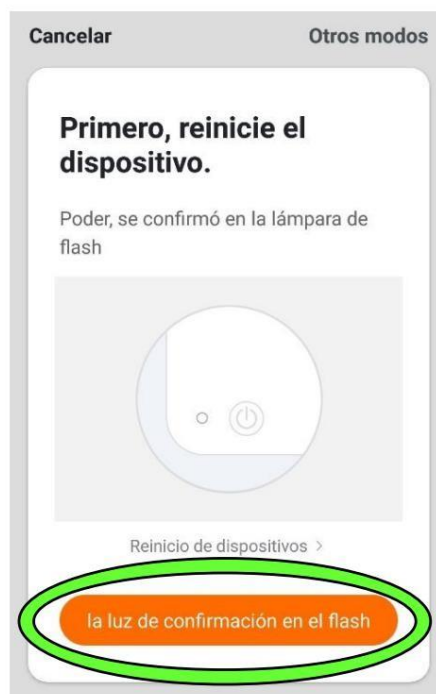 Cancelar
Otros modos
Primero, reinicie el
dispositivo.
Poder, se confirmó en la lámpara de
flash
Reinicio de dispositivos >
la luz de confirmación en el flash